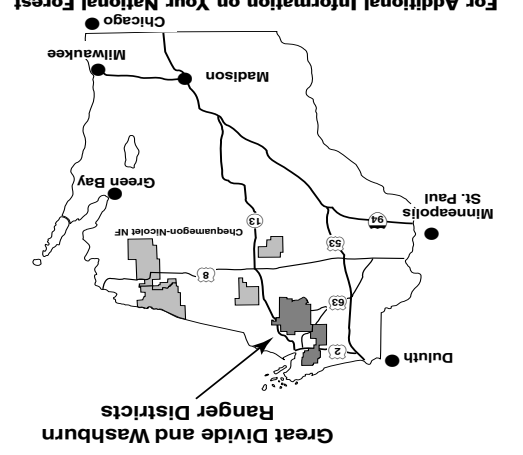 Great Divide and Washburn
Ranger Districts
Duluth
2
63
53
8
13
94
Minneapolis
St. Paul
Chequamegon-Nicolet NF
Green Bay
Madison
Milwaukee
Chicago
For Additional Information on Your National Forest